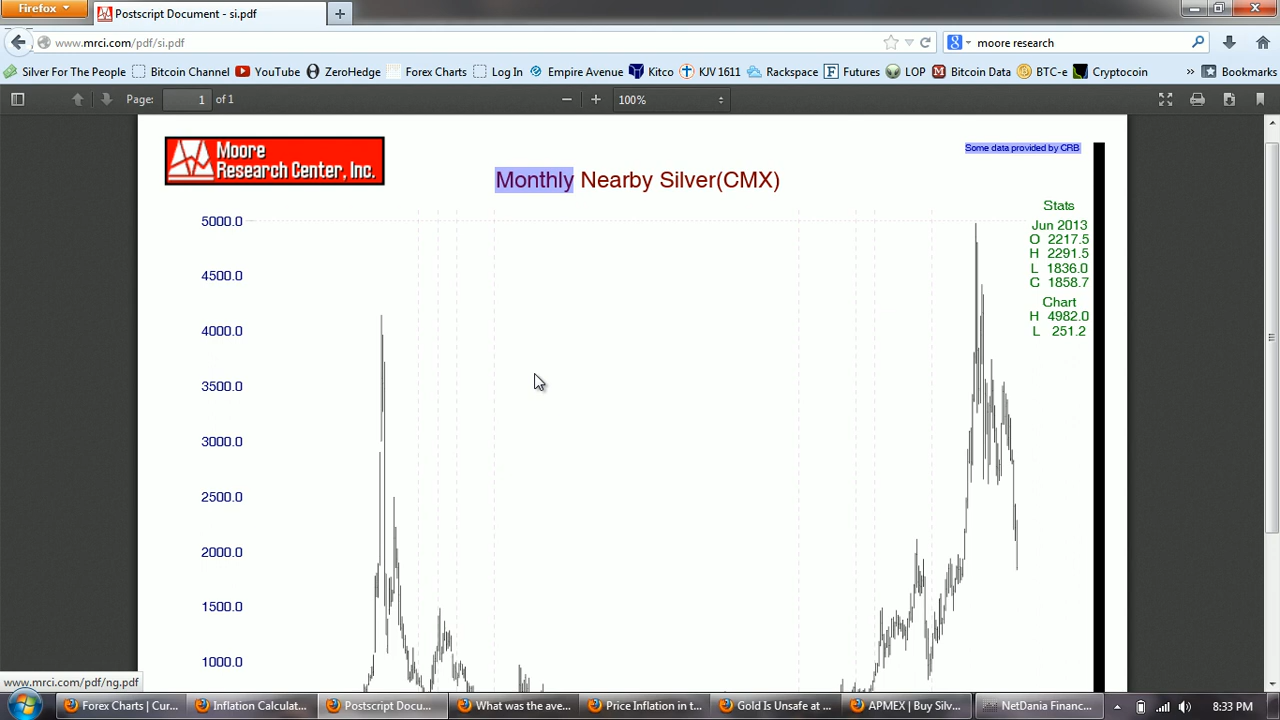 Firefox
Postscript Document - si.pdf
www.mrci.com/pdf/si.pdf
moore research
Silver For The People
Bitcoin Channel
YouTube
ZeroHedge
Forex Charts
Log In
Empire Avenue
Kitco
KJV 1611
Rackspace
Futures
LOP
Bitcoin Data
BTC-e
Cryptocoin
»
Bookmarks
Page: 1 of 1
100%
Moore
Research Center, Inc.
Some data provided by CRB
Monthly Nearby Silver(CMX)
Stats
Jun 2013
O 2217.5
H 2291.5
L 1836.0
C 1858.7
Chart
H 4982.0
L 251.2
5000.0
4500.0
4000.0
3500.0
3000.0
2500.0
2000.0
1500.0
1000.0
www.mrci.com/pdf/ng.pdf
Forex Charts | Cur...
Inflation Calculat...
Postscript Docu...
What was the ave...
Price Inflation in t...
Gold Is Unsafe at ...
APMEX | Buy Silv...
NetDania Financ...
8:33 PM